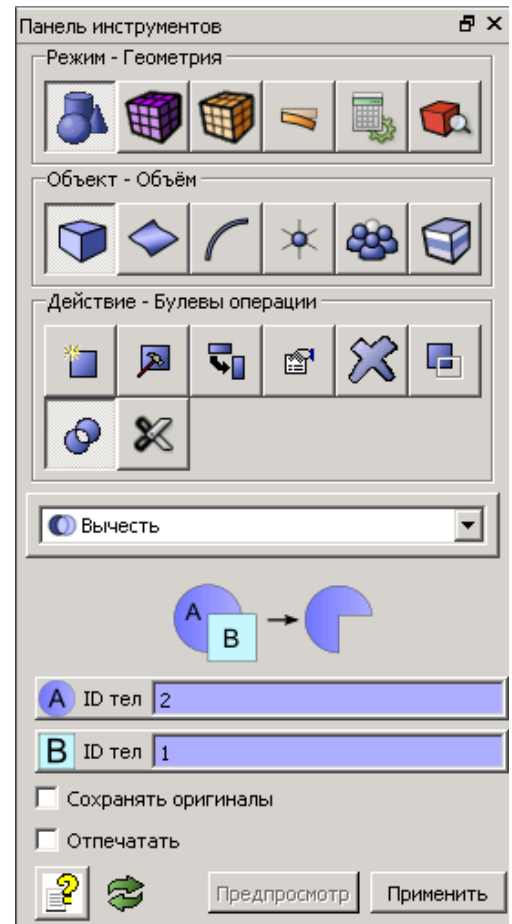 Панель инструментов
Режим - Геометрия
Объект - Объём
Действие - Булевы операции
Вычесть
A
B
A ID тел 2
B ID тел 1
Сохранять оригиналы
Отпечатать
Предпросмотр Применить